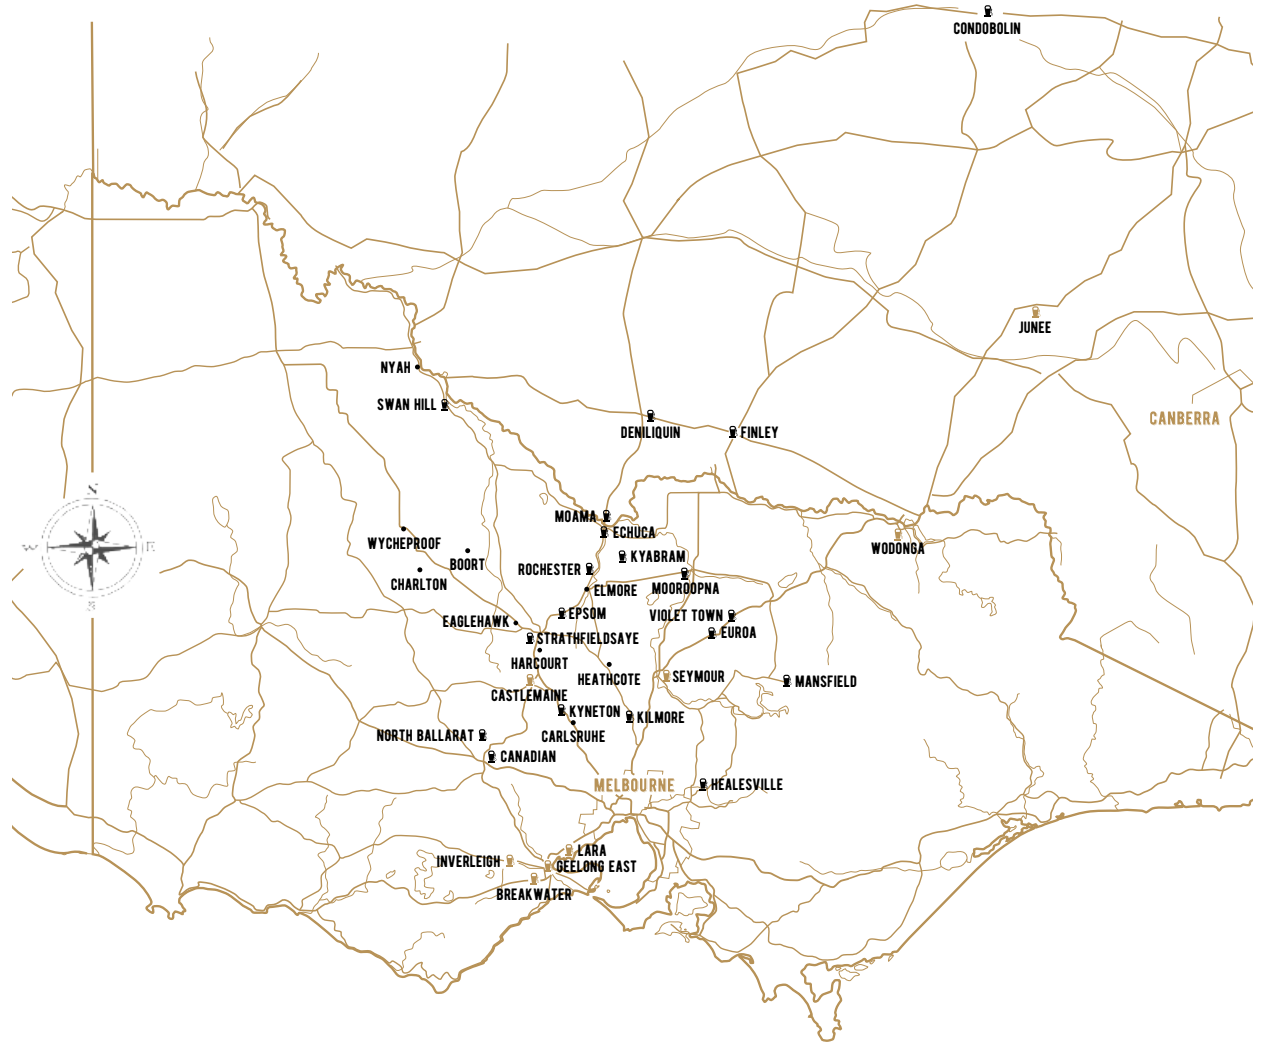 CONDOBOLIN
JUNEE
NYAH
SWAN HILL
CANBERRA
DENILIQUIN
FINLEY
N
W
E
S
MOAMA
ECHUCA
WYCHEPROOF
WODONGA
BOORT
KYABRAM
ROCHESTER
CHARLTON
MOOROOPNA
ELMORE
EPSOM
VIOLET TOWN
EAGLEHAWK
EUROA
STRATHFIELDSAYE
HARCOURT
HEATHCOTE
SEYMOUR
MANSFIELD
CASTLEMAINE
KYNETON
KILMORE
NORTH BALLARAT
CARLSRUHE
CANADIAN
MELBOURNE
HEALESVILLE
LARA
INVERLEIGH
GEELONG EAST
BREAKWATER